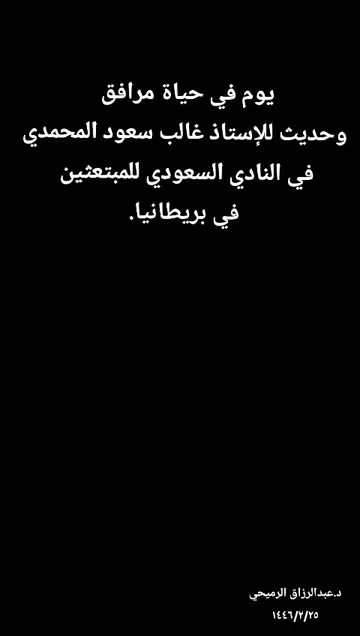 يوم في حياة مرافق
وحديث للإستاذ غالب سعود المحمدي
في النادي السعودي للمبتعثين
في بريطانيا.
د.عبدالرزاق الرميحي
١٤٤٦/٢/٢٥